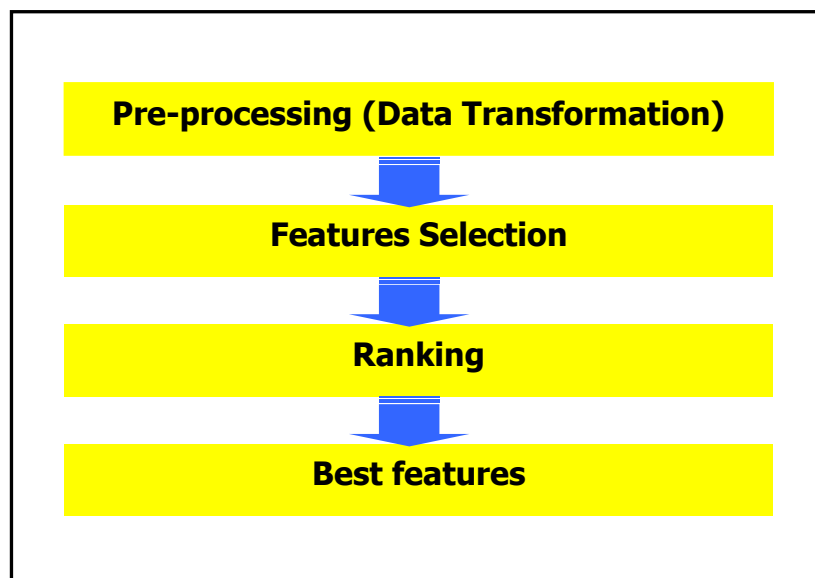 Pre-processing (Data Transformation)
Features Selection
Ranking
Best features